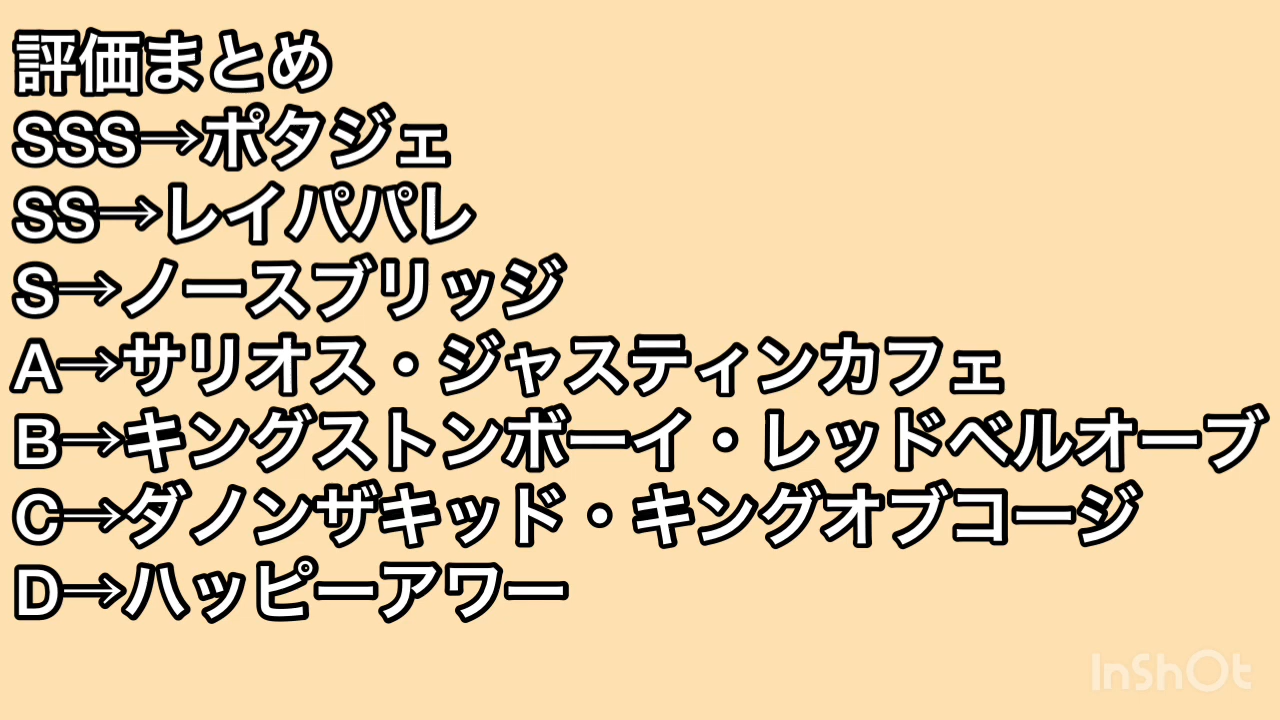 評価まとめ
SSS→ポタジェ
SS→レイパパレ
S→ノースブリッジ
A→サリオス・ジャスティンカフェ
B→キングストンボーイ・レッドベルオーブ
C→ダノンザキッド・キングオブコージ
D→ハッピーアワー
InShOt